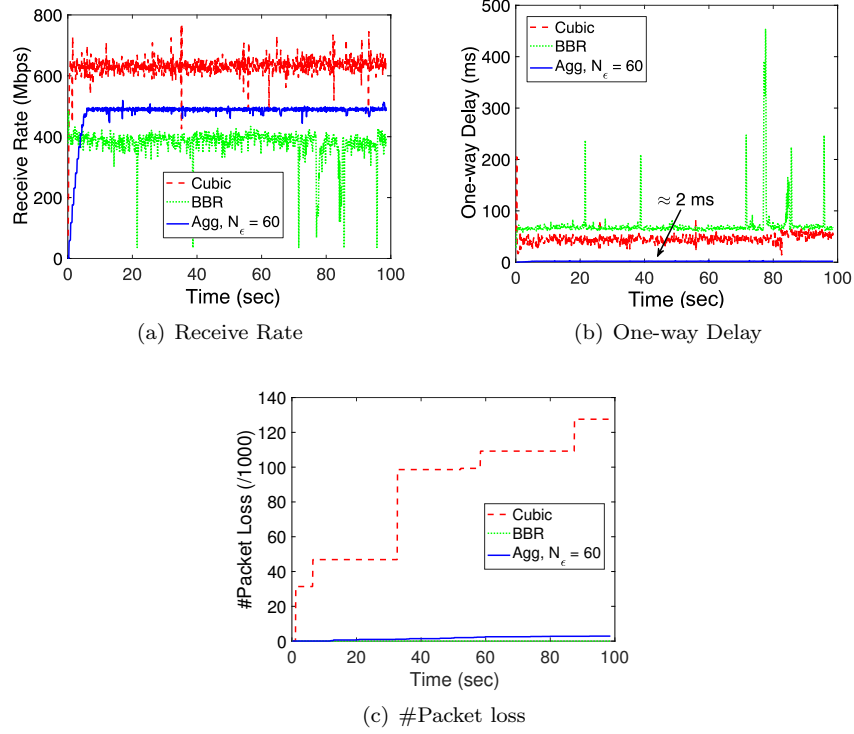 Receive Rate (Mbps)
800
600
400
200
0
Cubic
BBR
Agg, N_ϵ = 60
0 20 40 60 80 100
Time (sec)
(a) Receive Rate
One-way Delay (ms)
500
400
300
200
100
0
Cubic
BBR
Agg, N_ϵ = 60
≈ 2 ms
0 20 40 60 80 100
Time (sec)
(b) One-way Delay
#Packet Loss (/1000)
140
120
100
80
60
40
20
0
Cubic
BBR
Agg, N_ϵ = 60
0 20 40 60 80 100
Time (sec)
(c) #Packet loss